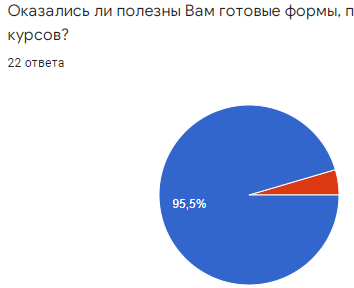 Оказались ли полезны Вам готовые формы, п
курсов?
22 ответа
95,5%